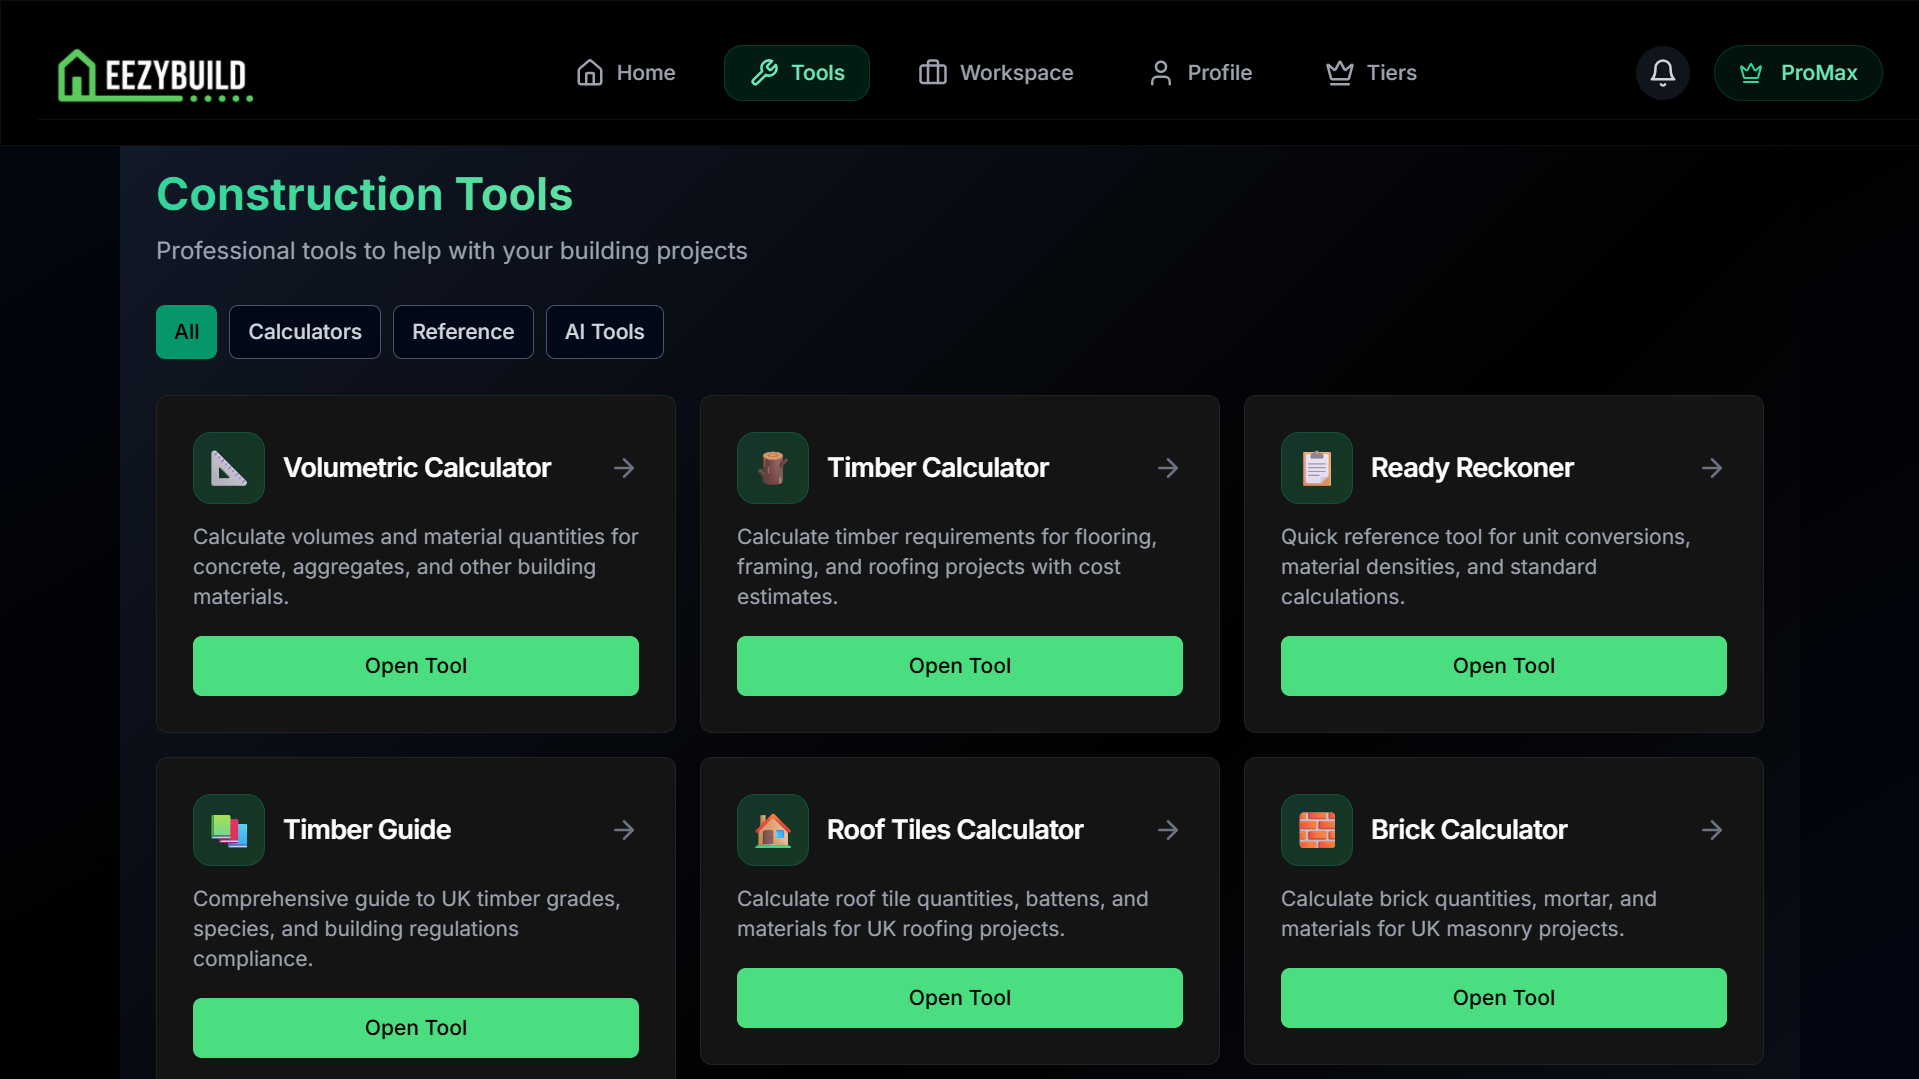 EEZYBUILD
Home
Tools
Workspace
Profile
Tiers
ProMax
Construction Tools
Professional tools to help with your building projects
All
Calculators
Reference
AI Tools
Volumetric Calculator
Calculate volumes and material quantities for
concrete, aggregates, and other building
materials.
Open Tool
Timber Calculator
Calculate timber requirements for flooring,
framing, and roofing projects with cost
estimates.
Open Tool
Ready Reckoner
Quick reference tool for unit conversions,
material densities, and standard
calculations.
Open Tool
Timber Guide
Comprehensive guide to UK timber grades,
species, and building regulations
compliance.
Open Tool
Roof Tiles Calculator
Calculate roof tile quantities, battens, and
materials for UK roofing projects.
Open Tool
Brick Calculator
Calculate brick quantities, mortar, and
materials for UK masonry projects.
Open Tool